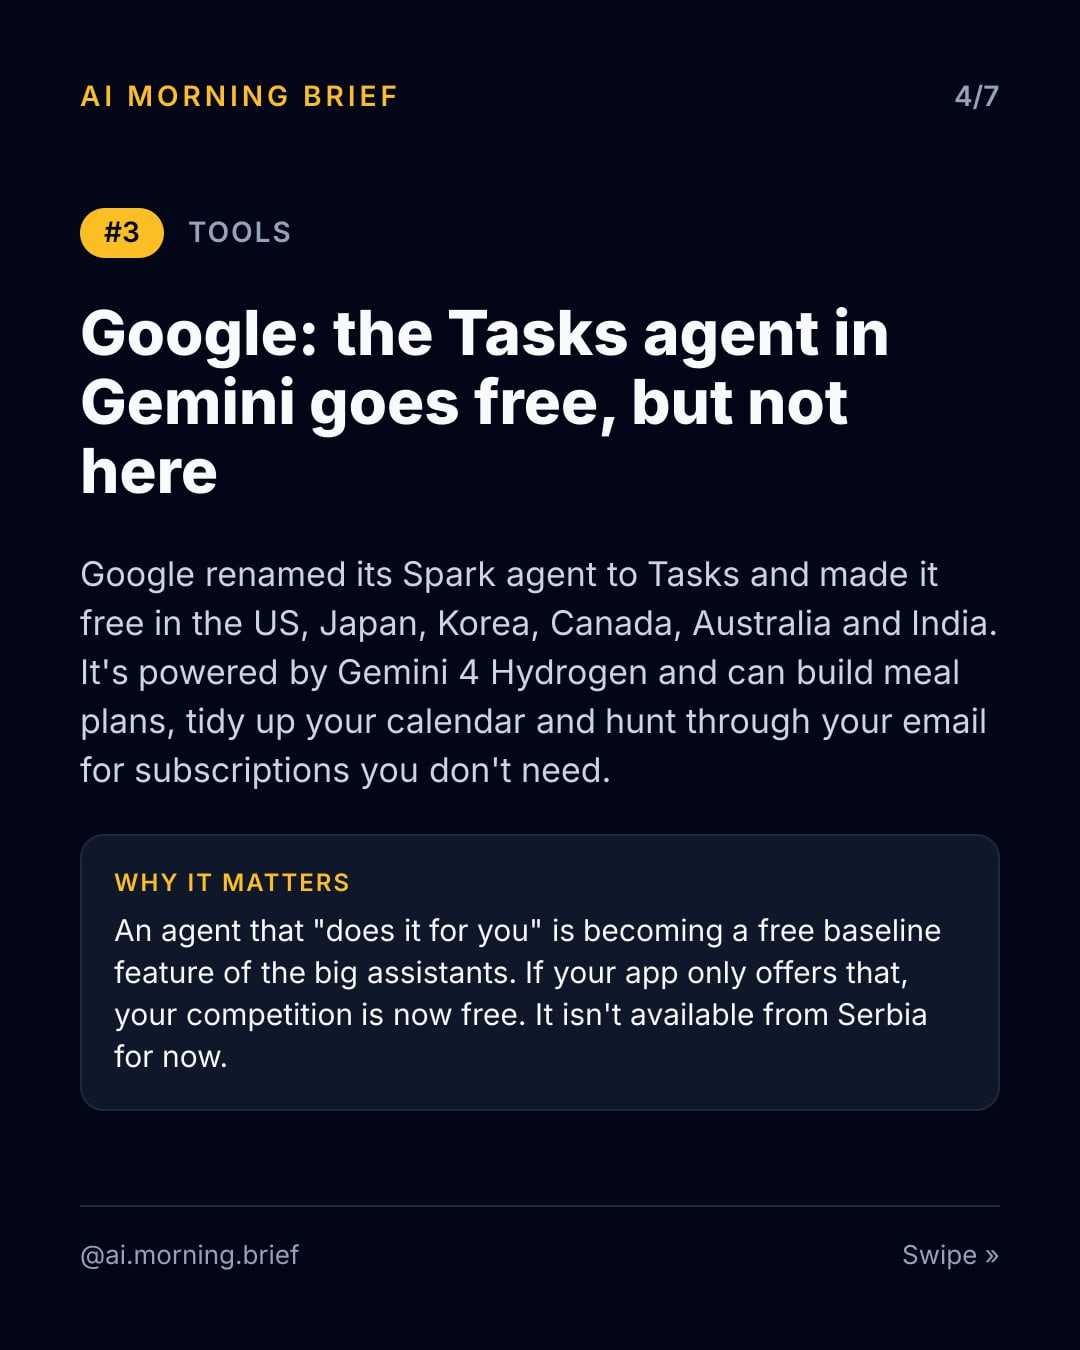 AI MORNING BRIEF
4/7
#3 TOOLS
Google: the Tasks agent in
Gemini goes free, but not
here
Google renamed its Spark agent to Tasks and made it
free in the US, Japan, Korea, Canada, Australia and India.
It's powered by Gemini 4 Hydrogen and can build meal
plans, tidy up your calendar and hunt through your email
for subscriptions you don't need.
WHY IT MATTERS
An agent that "does it for you" is becoming a free baseline
feature of the big assistants. If your app only offers that,
your competition is now free. It isn't available from Serbia
for now.
@ai.morning.brief
Swipe »